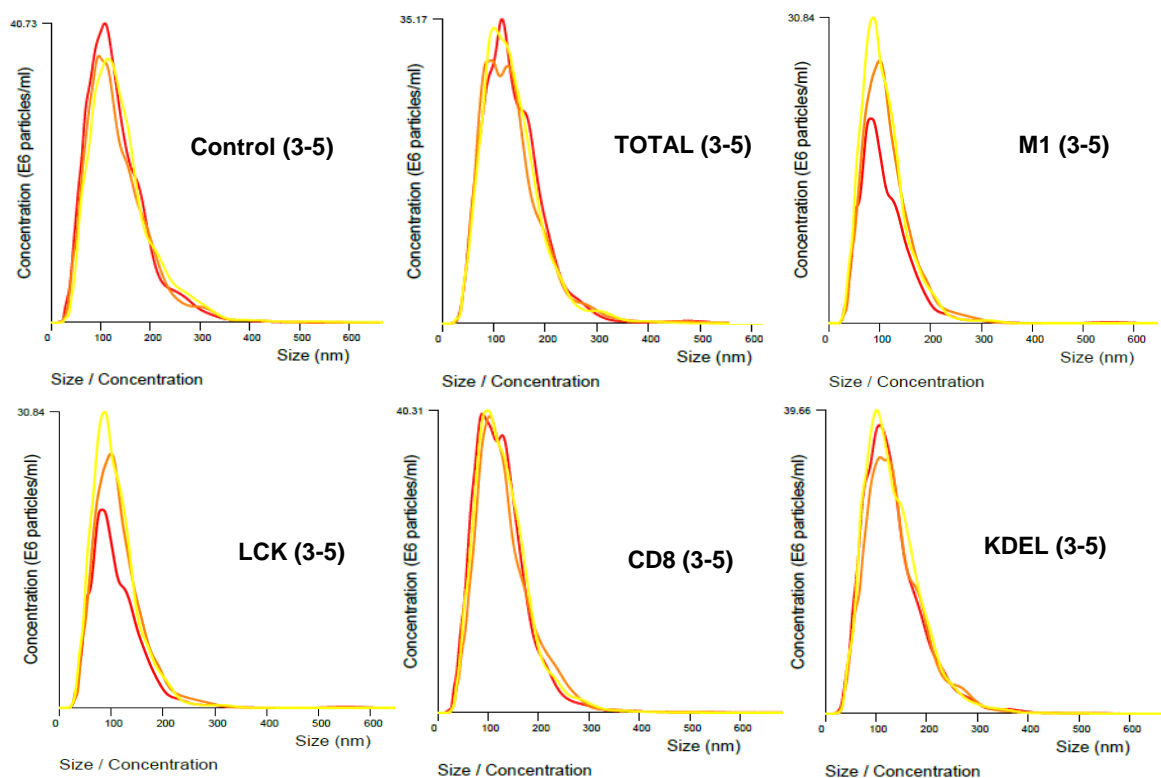 40.73
Concentration (E6 particles/ml)
Control (3-5)
0 100 200 300 400 500 600
Size (nm)
Size / Concentration
35.17
Concentration (E6 particles/ml)
TOTAL (3-5)
0 100 200 300 400 500 600
Size (nm)
Size / Concentration
30.84
Concentration (E6 particles/ml)
M1 (3-5)
0 100 200 300 400 500 600
Size (nm)
Size / Concentration
30.84
Concentration (E6 particles/ml)
LCK (3-5)
0 100 200 300 400 500 600
Size (nm)
Size / Concentration
40.31
Concentration (E6 particles/ml)
CD8 (3-5)
0 100 200 300 400 500 600
Size (nm)
Size / Concentration
39.66
Concentration (E6 particles/ml)
KDEL (3-5)
0 100 200 300 400 500 600
Size (nm)
Size / Concentration